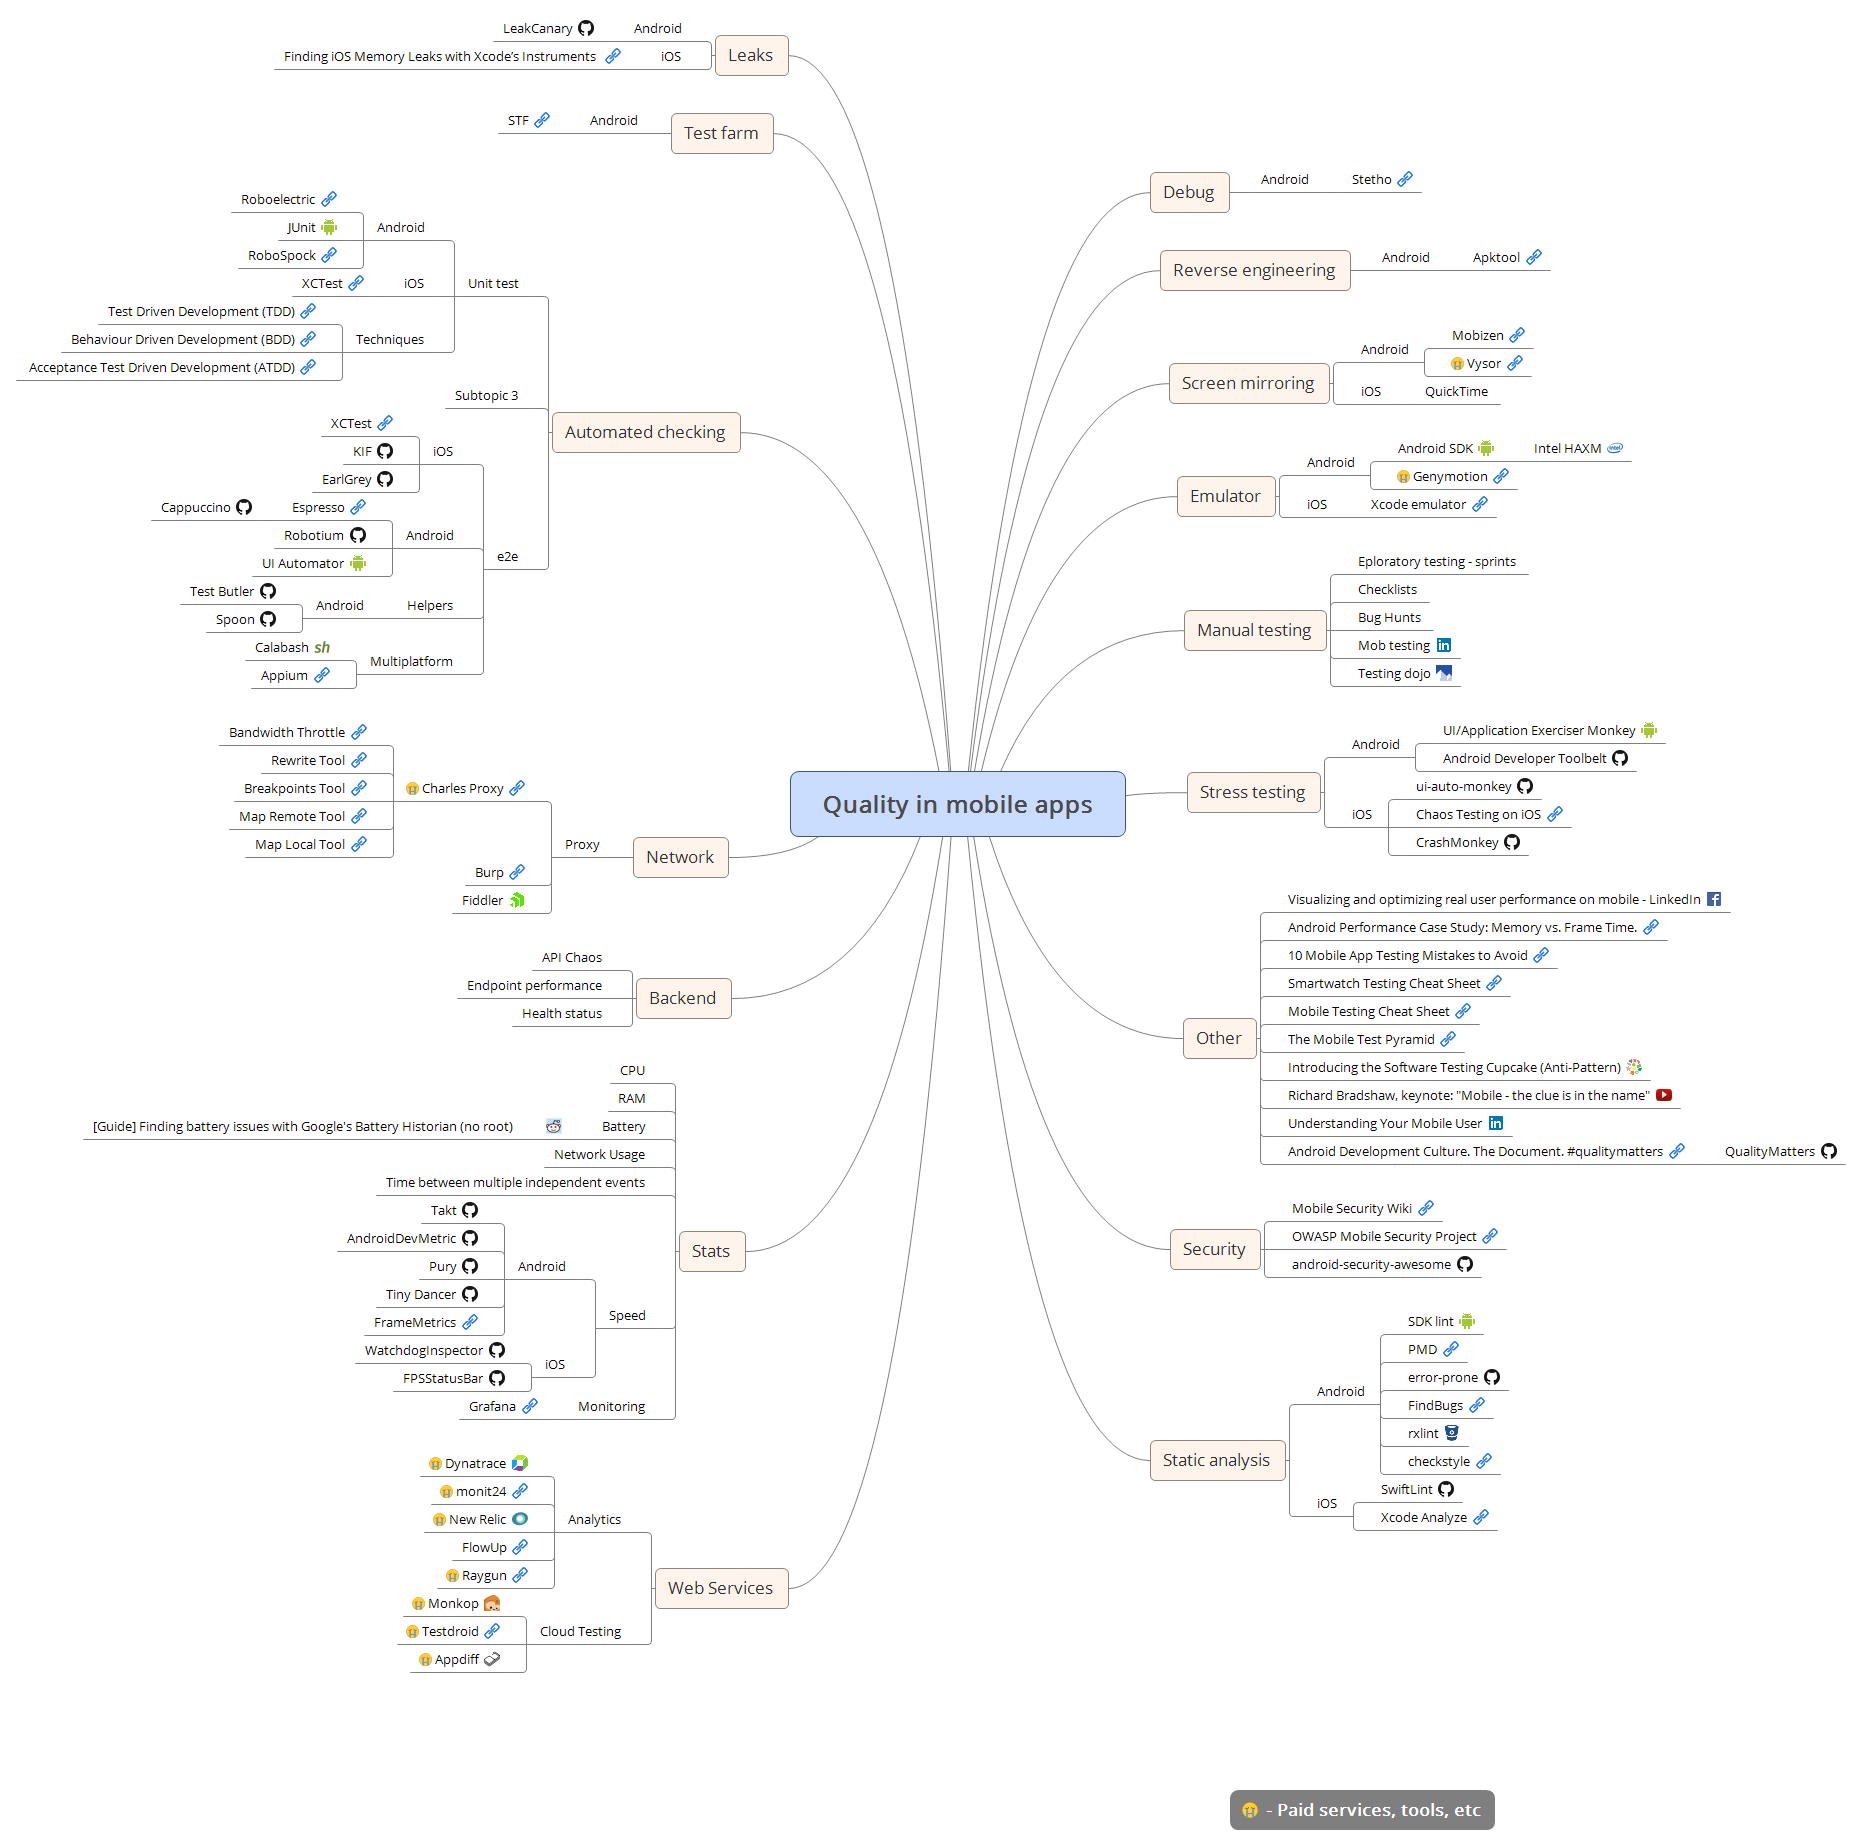 Quality in mobile apps
Leaks
Android
LeakCanary
iOS
Finding iOS Memory Leaks with Xcode’s Instruments
Test farm
Android
STF
Automated checking
Unit test
Android
Roboelectric
JUnit
RoboSpock
iOS
XCTest
Techniques
Test Driven Development (TDD)
Behaviour Driven Development (BDD)
Acceptance Test Driven Development (ATDD)
Subtopic 3
e2e
iOS
XCTest
KIF
EarlGrey
Android
Espresso
Cappuccino
Robotium
UI Automator
Helpers
Android
Test Butler
Spoon
Multiplatform
Calabash sh
Appium
Network
Proxy
Charles Proxy
Bandwidth Throttle
Rewrite Tool
Breakpoints Tool
Map Remote Tool
Map Local Tool
Burp
Fiddler
Backend
API Chaos
Endpoint performance
Health status
Stats
CPU
RAM
Battery
[Guide] Finding battery issues with Google's Battery Historian (no root)
Network Usage
Time between multiple independent events
Speed
Android
Takt
AndroidDevMetric
Pury
Tiny Dancer
FrameMetrics
iOS
WatchdogInspector
FPSStatusBar
Monitoring
Grafana
Web Services
Analytics
Dynatrace
monit24
New Relic
FlowUp
Raygun
Cloud Testing
Monkop
Testdroid
Appdiff
Debug
Android
Stetho
Reverse engineering
Android
Apktool
Screen mirroring
Android
Mobizen
Vysor
iOS
QuickTime
Emulator
Android
Android SDK
Intel HAXM intel
Genymotion
iOS
Xcode emulator
Manual testing
Eploratory testing - sprints
Checklists
Bug Hunts
Mob testing in
Testing dojo
Stress testing
Android
UI/Application Exerciser Monkey
Android Developer Toolbelt
iOS
ui-auto-monkey
Chaos Testing on iOS
CrashMonkey
Other
Visualizing and optimizing real user performance on mobile - LinkedIn f
Android Performance Case Study: Memory vs. Frame Time.
10 Mobile App Testing Mistakes to Avoid
Smartwatch Testing Cheat Sheet
Mobile Testing Cheat Sheet
The Mobile Test Pyramid
Introducing the Software Testing Cupcake (Anti-Pattern)
Richard Bradshaw, keynote: "Mobile - the clue is in the name"
Understanding Your Mobile User in
Android Development Culture. The Document. #qualitymatters
QualityMatters
Security
Mobile Security Wiki
OWASP Mobile Security Project
android-security-awesome
Static analysis
Android
SDK lint
PMD
error-prone
FindBugs
rxlint
checkstyle
iOS
SwiftLint
Xcode Analyze
- Paid services, tools, etc